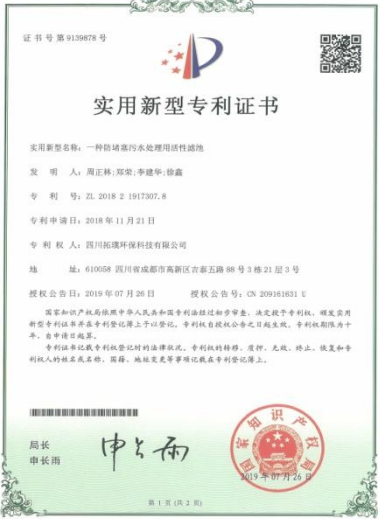 证书号第9139878号
实用新型专利证书
实用新型名称：一种防堵塞污水处理用活性滤池
发明人：周正林;郑荣;李建华;徐鑫
专利号：ZL 2018 2 1917307.8
专利申请日：2018年11月21日
专利权人：四川拓璞环保科技有限公司
地址：610058 四川省成都市高新区吉泰五路88号3栋21层3号
授权公告日：2019年07月26日 授权公告号：CN 209161631 U
国家知识产权局依照中华人民共和国专利法经过初步审查，决定授予专利权，颁发实用
新型专利证书并在专利登记簿上予以登记。专利权自授权公告之日起生效。专利权期限为十
年，自申请日起算。
专利证书记载专利权登记时的法律状况。专利权的转移、质押、无效、终止、恢复和专利
权人的姓名或名称、国籍、地址变更等事项记载在专利登记簿上。
局长
申长雨
申长雨
国家知识产权局
2019年07月26日
第1页(共2页)